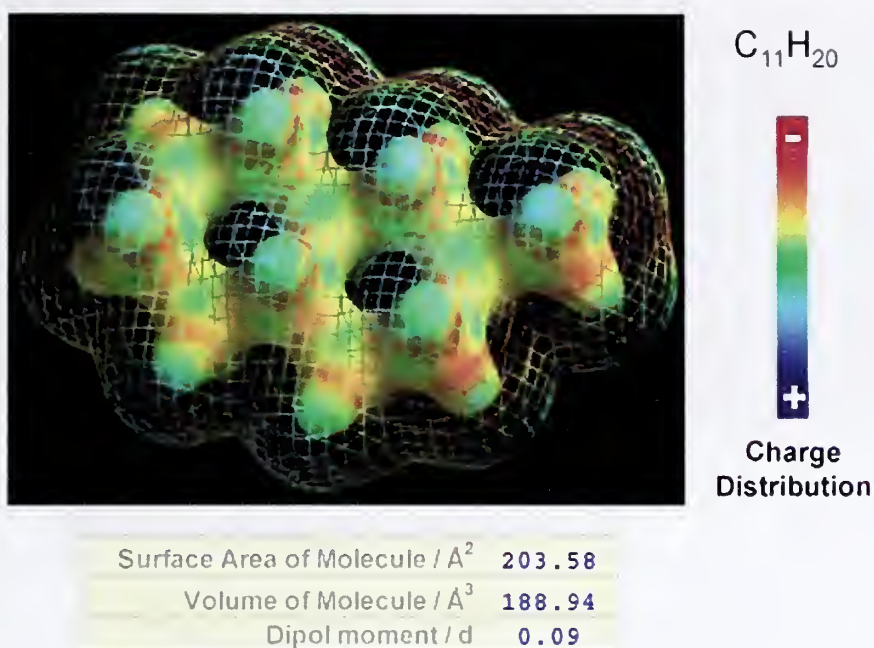 C₁₁H₂₀
-
+
Charge
Distribution
Surface Area of Molecule / Å² 203.58
Volume of Molecule / Å³ 188.94
Dipol moment / d 0.09